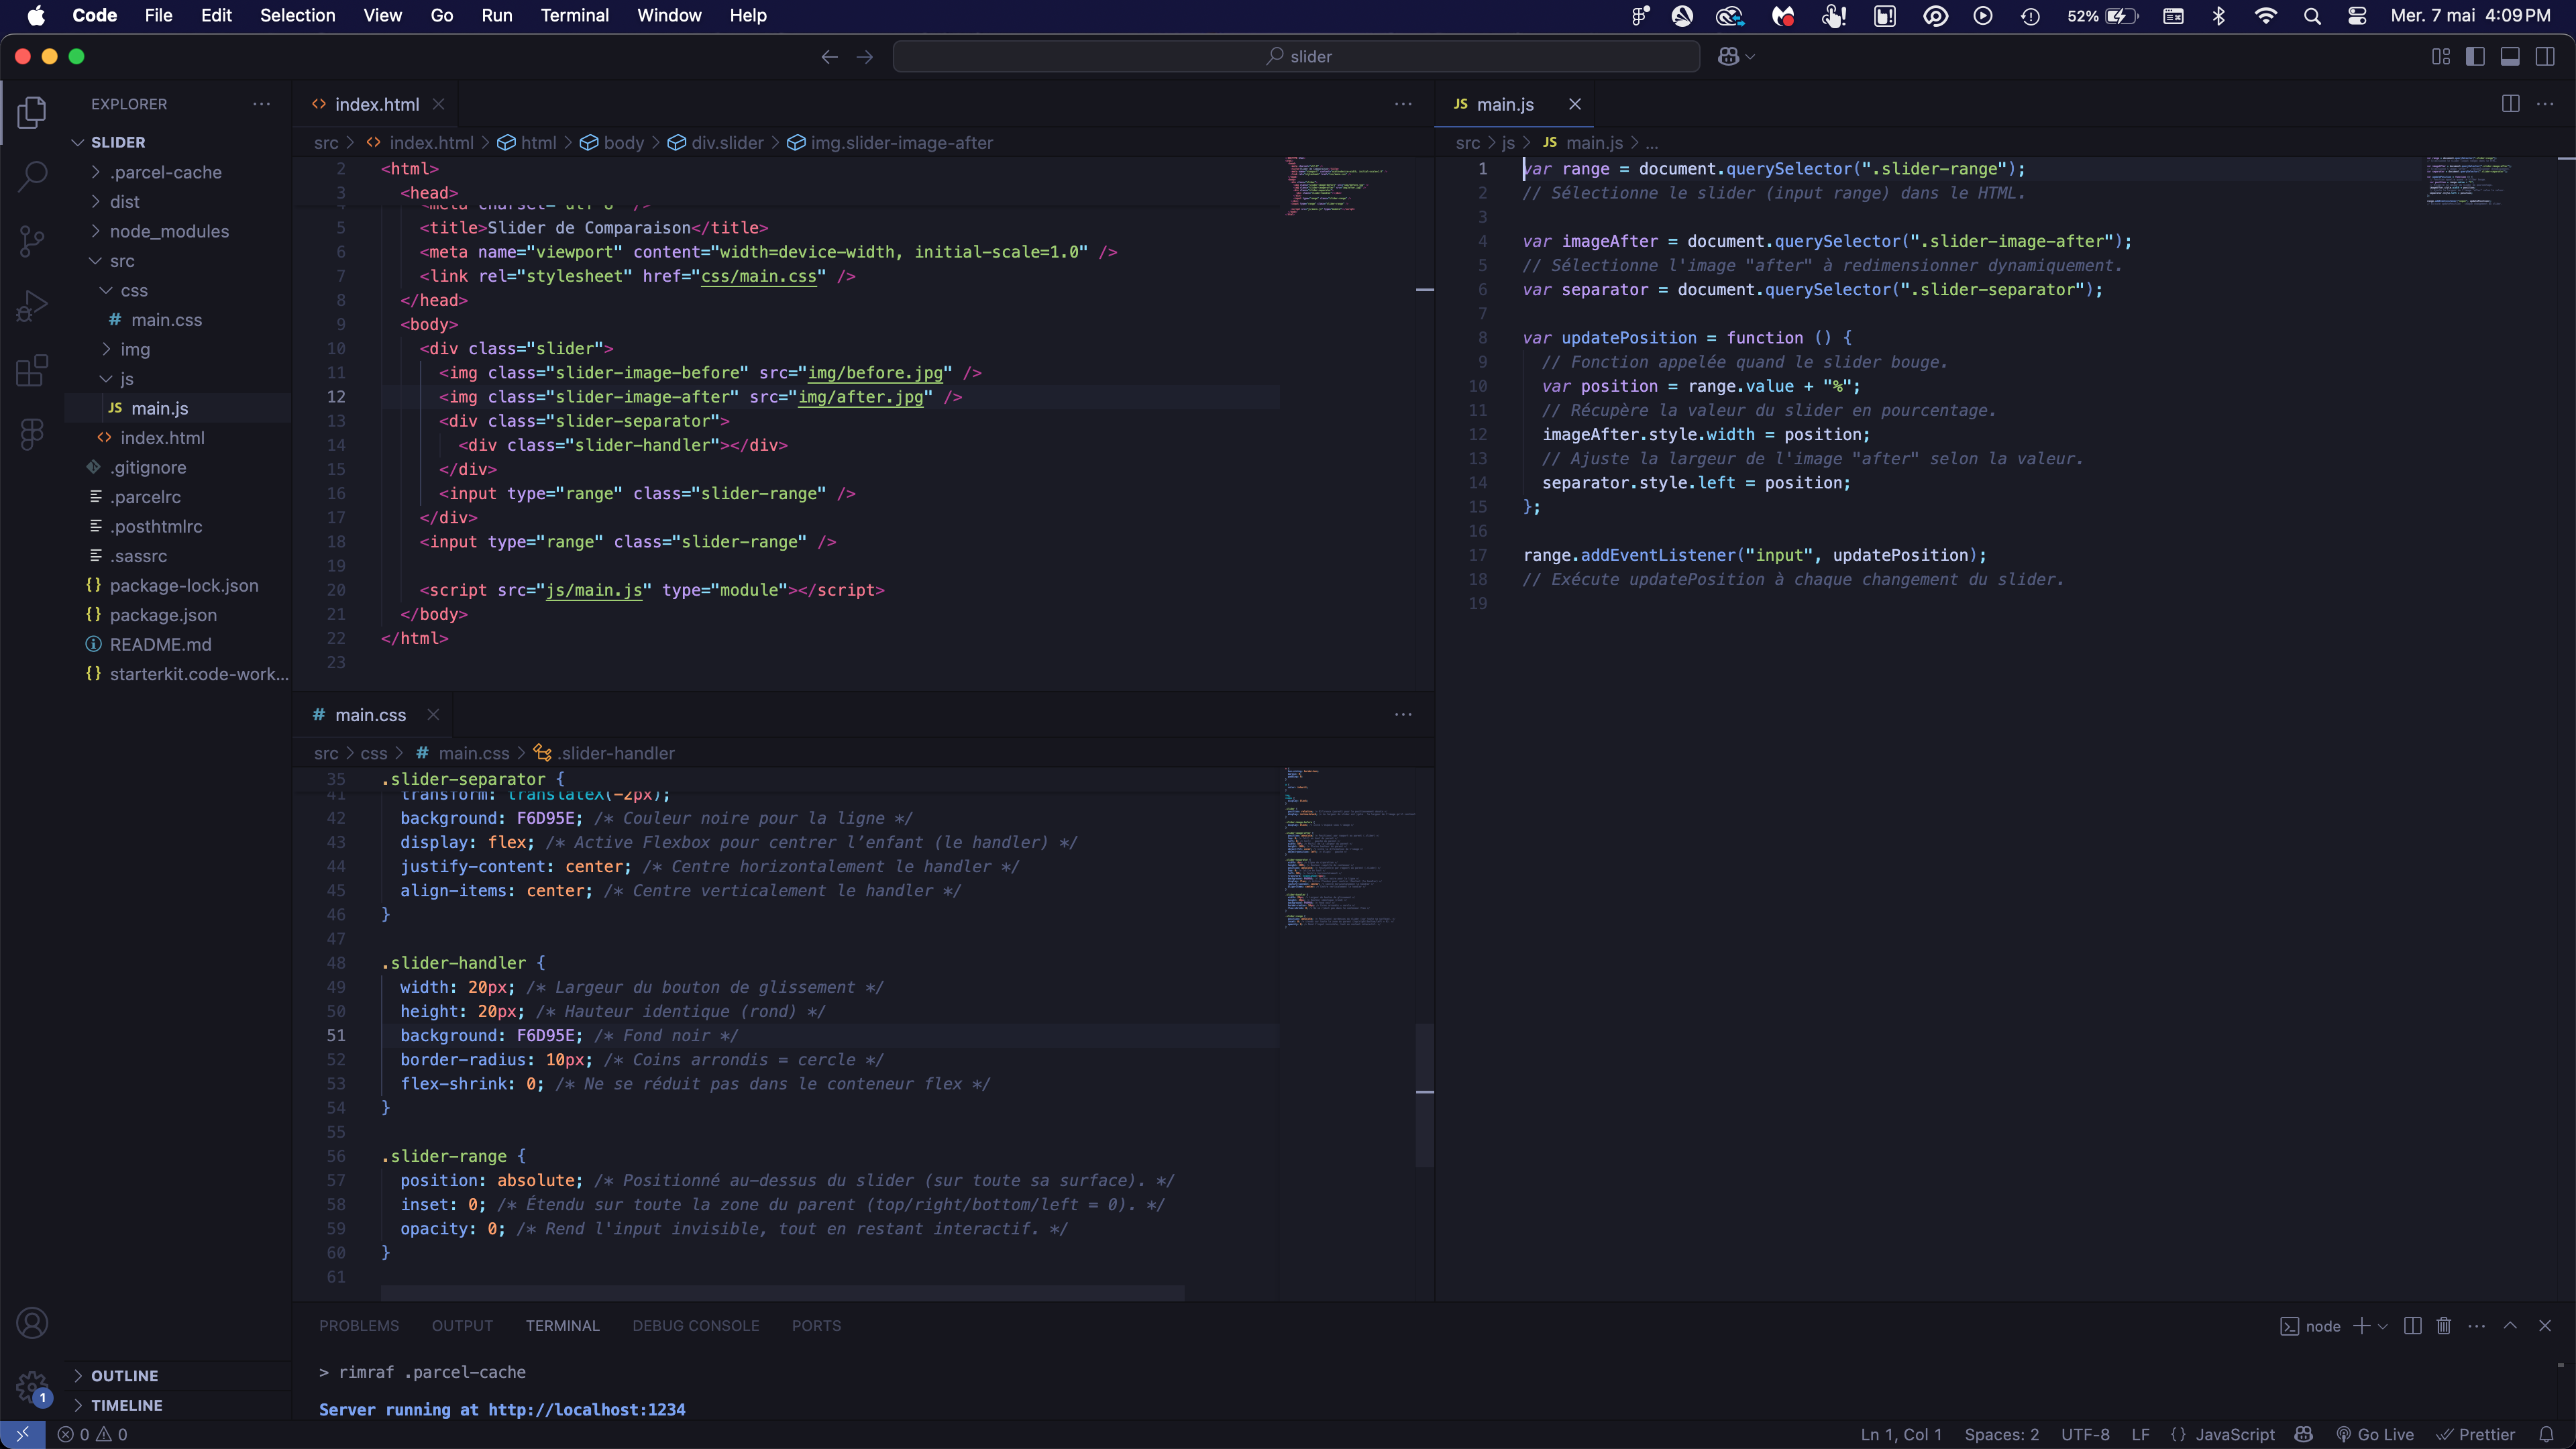 Code File Edit Selection View Go Run Terminal Window Help
52% Mer. 7 mai 4:09 PM
slider
EXPLORER
SLIDER
.parcel-cache
dist
node_modules
src
css
# main.css
img
js
JS main.js
<> index.html
.gitignore
.parcelrc
.posthtmlrc
.sassrc
{} package-lock.json
{} package.json
README.md
{} starterkit.code-work...
OUTLINE
TIMELINE
1
<> index.html
src > <> index.html > html > body > div.slider > img.slider-image-after
2 <html>
3 <head>
<meta charset="utf-8" />
5 <title>Slider de Comparaison</title>
6 <meta name="viewport" content="width=device-width, initial-scale=1.0" />
7 <link rel="stylesheet" href="css/main.css" />
8 </head>
9 <body>
10 <div class="slider">
11 <img class="slider-image-before" src="img/before.jpg" />
12 <img class="slider-image-after" src="img/after.jpg" />
13 <div class="slider-separator">
14 <div class="slider-handler"></div>
15 </div>
16 <input type="range" class="slider-range" />
17 </div>
18 <input type="range" class="slider-range" />
19
20 <script src="js/main.js" type="module"></script>
21 </body>
22 </html>
23
# main.css
src > css > # main.css > .slider-handler
35 .slider-separator {
41 transform: translateX(-2px);
42 background: F6D95E; /* Couleur noire pour la ligne */
43 display: flex; /* Active Flexbox pour centrer l’enfant (le handler) */
44 justify-content: center; /* Centre horizontalement le handler */
45 align-items: center; /* Centre verticalement le handler */
46 }
47
48 .slider-handler {
49 width: 20px; /* Largeur du bouton de glissement */
50 height: 20px; /* Hauteur identique (rond) */
51 background: F6D95E; /* Fond noir */
52 border-radius: 10px; /* Coins arrondis = cercle */
53 flex-shrink: 0; /* Ne se réduit pas dans le conteneur flex */
54 }
55
56 .slider-range {
57 position: absolute; /* Positionné au-dessus du slider (sur toute sa surface). */
58 inset: 0; /* Étendu sur toute la zone du parent (top/right/bottom/left = 0). */
59 opacity: 0; /* Rend l'input invisible, tout en restant interactif. */
60 }
61
JS main.js
src > js > JS main.js > ...
1 var range = document.querySelector(".slider-range");
2 // Sélectionne le slider (input range) dans le HTML.
3
4 var imageAfter = document.querySelector(".slider-image-after");
5 // Sélectionne l'image "after" à redimensionner dynamiquement.
6 var separator = document.querySelector(".slider-separator");
7
8 var updatePosition = function () {
9 // Fonction appelée quand le slider bouge.
10 var position = range.value + "%";
11 // Récupère la valeur du slider en pourcentage.
12 imageAfter.style.width = position;
13 // Ajuste la largeur de l'image "after" selon la valeur.
14 separator.style.left = position;
15 };
16
17 range.addEventListener("input", updatePosition);
18 // Exécute updatePosition à chaque changement du slider.
19
PROBLEMS OUTPUT TERMINAL DEBUG CONSOLE PORTS
node
> rimraf .parcel-cache
Server running at http://localhost:1234
0 0
Ln 1, Col 1 Spaces: 2 UTF-8 LF {} JavaScript Go Live Prettier